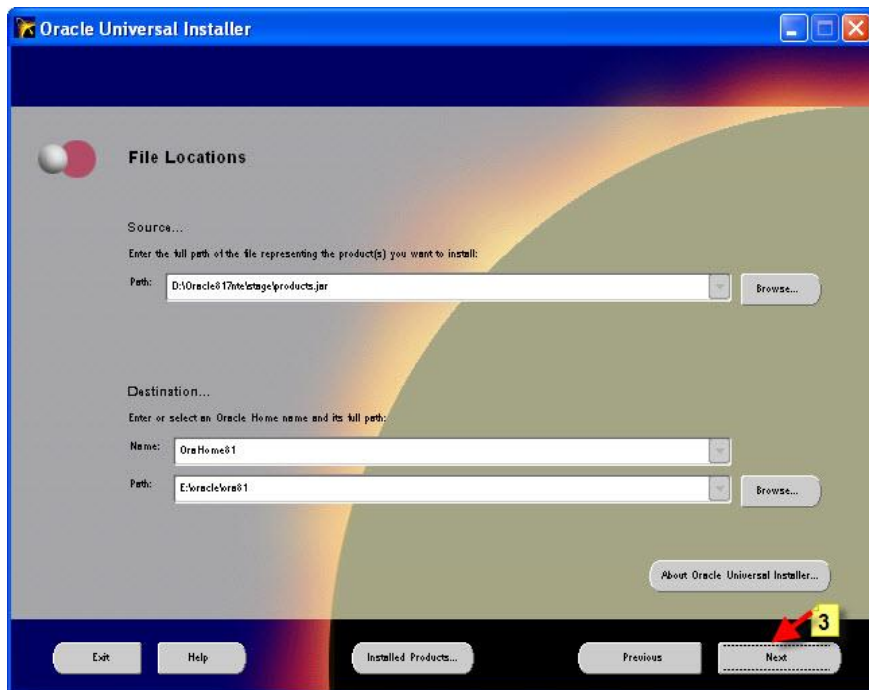 Oracle Universal Installer
File Locations
Source...
Enter the full path of the file representing the product(s) you want to install:
Path: D:\Oracle817nte\stage\products.jar Browse...
Destination...
Enter or select an Oracle Home name and its full path:
Name: OraHome81
Path: E:\oracle\ora81 Browse...
About Oracle Universal Installer...
3
Exit Help Installed Products... Previous Next